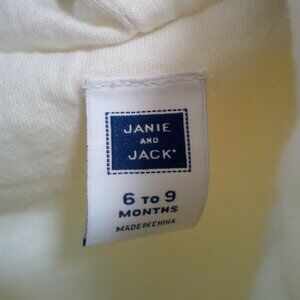 JANIE
AND
JACK®
6 TO 9
MONTHS
MADE IN CHINA